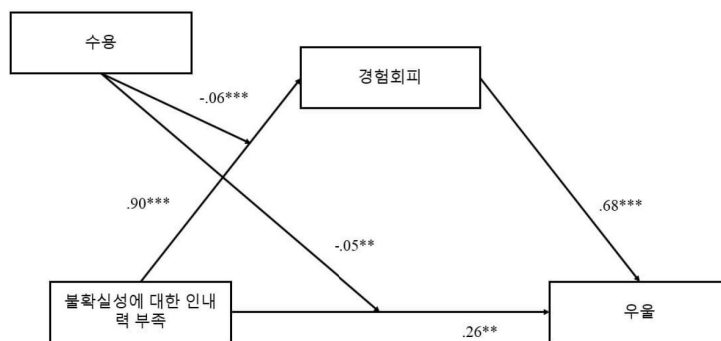 수용
경험회피
-.06***
.90***
.68***
-.05**
불확실성에 대한 인내
력 부족
우울
.26**